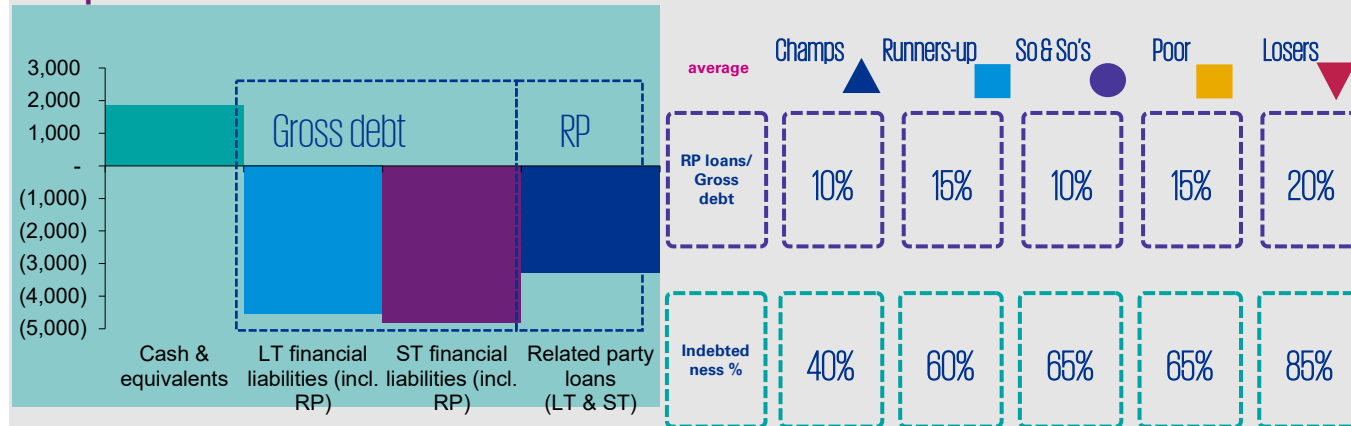 3,000
2,000
1,000
-
(1,000)
(2,000)
(3,000)
(4,000)
(5,000)
Gross debt
RP
Cash &
equivalents
LT financial
liabilities (incl.
RP)
ST financial
liabilities (incl.
RP)
Related party
loans
(LT & ST)
average
Champs
Runners-up
So & So's
Poor
Losers
RP loans/
Gross
debt
10%
15%
10%
15%
20%
Indebted
ness %
40%
60%
65%
65%
85%